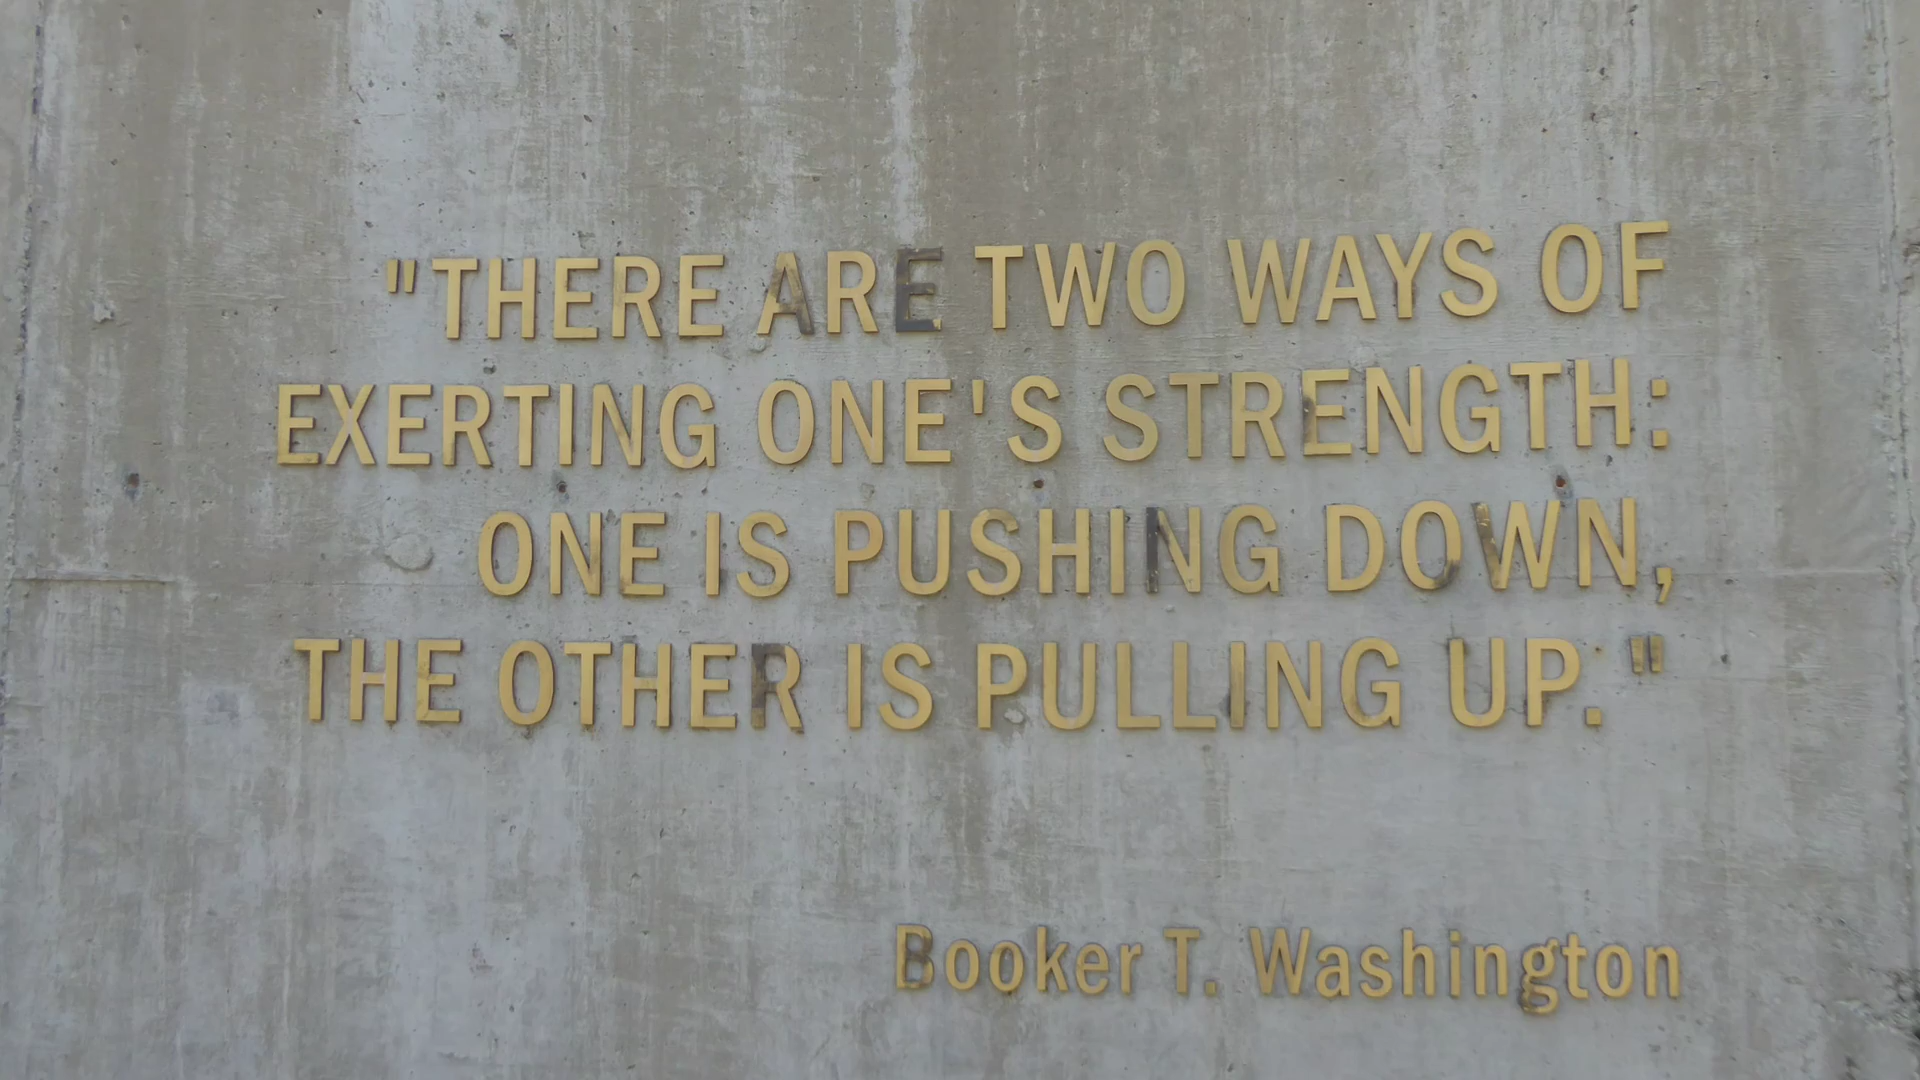 "THERE ARE TWO WAYS OF
EXERTING ONE'S STRENGTH:
ONE IS PUSHING DOWN,
THE OTHER IS PULLING UP."
Booker T. Washington